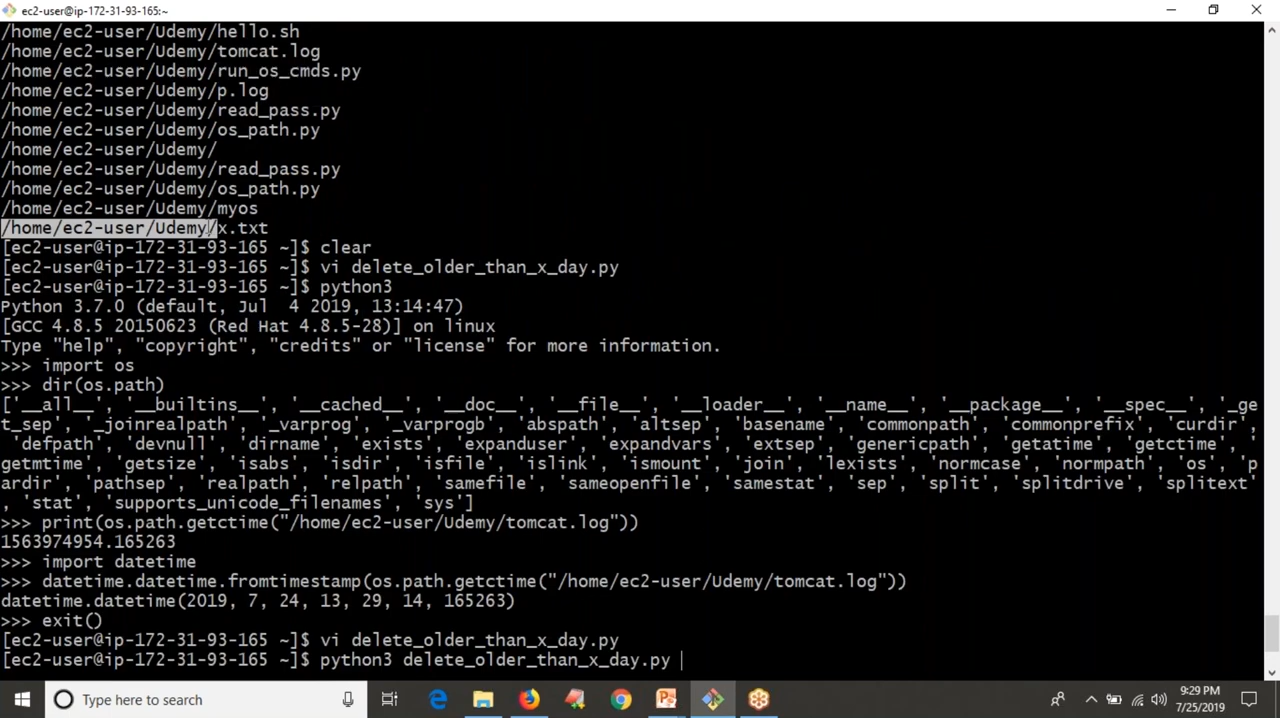 ec2-user@ip-172-31-93-165:~
/home/ec2-user/Udemy/hello.sh
/home/ec2-user/Udemy/tomcat.log
/home/ec2-user/Udemy/run_os_cmds.py
/home/ec2-user/Udemy/p.log
/home/ec2-user/Udemy/read_pass.py
/home/ec2-user/Udemy/os_path.py
/home/ec2-user/Udemy/
/home/ec2-user/Udemy/read_pass.py
/home/ec2-user/Udemy/os_path.py
/home/ec2-user/Udemy/myos
/home/ec2-user/Udemy/x.txt
[ec2-user@ip-172-31-93-165 ~]$ clear
[ec2-user@ip-172-31-93-165 ~]$ vi delete_older_than_x_day.py
[ec2-user@ip-172-31-93-165 ~]$ python3
Python 3.7.0 (default, Jul  4 2019, 13:14:47)
[GCC 4.8.5 20150623 (Red Hat 4.8.5-28)] on linux
Type "help", "copyright", "credits" or "license" for more information.
>>> import os
>>> dir(os.path)
['__all__', '__builtins__', '__cached__', '__doc__', '__file__', '__loader__', '__name__', '__package__', '__spec__', '_ge
t_sep', '_joinrealpath', '_varprog', '_varprogb', 'abspath', 'altsep', 'basename', 'commonpath', 'commonprefix', 'curdir',
 'defpath', 'devnull', 'dirname', 'exists', 'expanduser', 'expandvars', 'extsep', 'genericpath', 'getatime', 'getctime', '
getmtime', 'getsize', 'isabs', 'isdir', 'isfile', 'islink', 'ismount', 'join', 'lexists', 'normcase', 'normpath', 'os', 'p
ardir', 'pathsep', 'realpath', 'relpath', 'samefile', 'sameopenfile', 'samestat', 'sep', 'split', 'splitdrive', 'splitext'
, 'stat', 'supports_unicode_filenames', 'sys']
>>> print(os.path.getctime("/home/ec2-user/Udemy/tomcat.log"))
1563974954.165263
>>> import datetime
>>> datetime.datetime.fromtimestamp(os.path.getctime("/home/ec2-user/Udemy/tomcat.log"))
datetime.datetime(2019, 7, 24, 13, 29, 14, 165263)
>>> exit()
[ec2-user@ip-172-31-93-165 ~]$ vi delete_older_than_x_day.py
[ec2-user@ip-172-31-93-165 ~]$ python3 delete_older_than_x_day.py
Type here to search
9:29 PM
7/25/2019